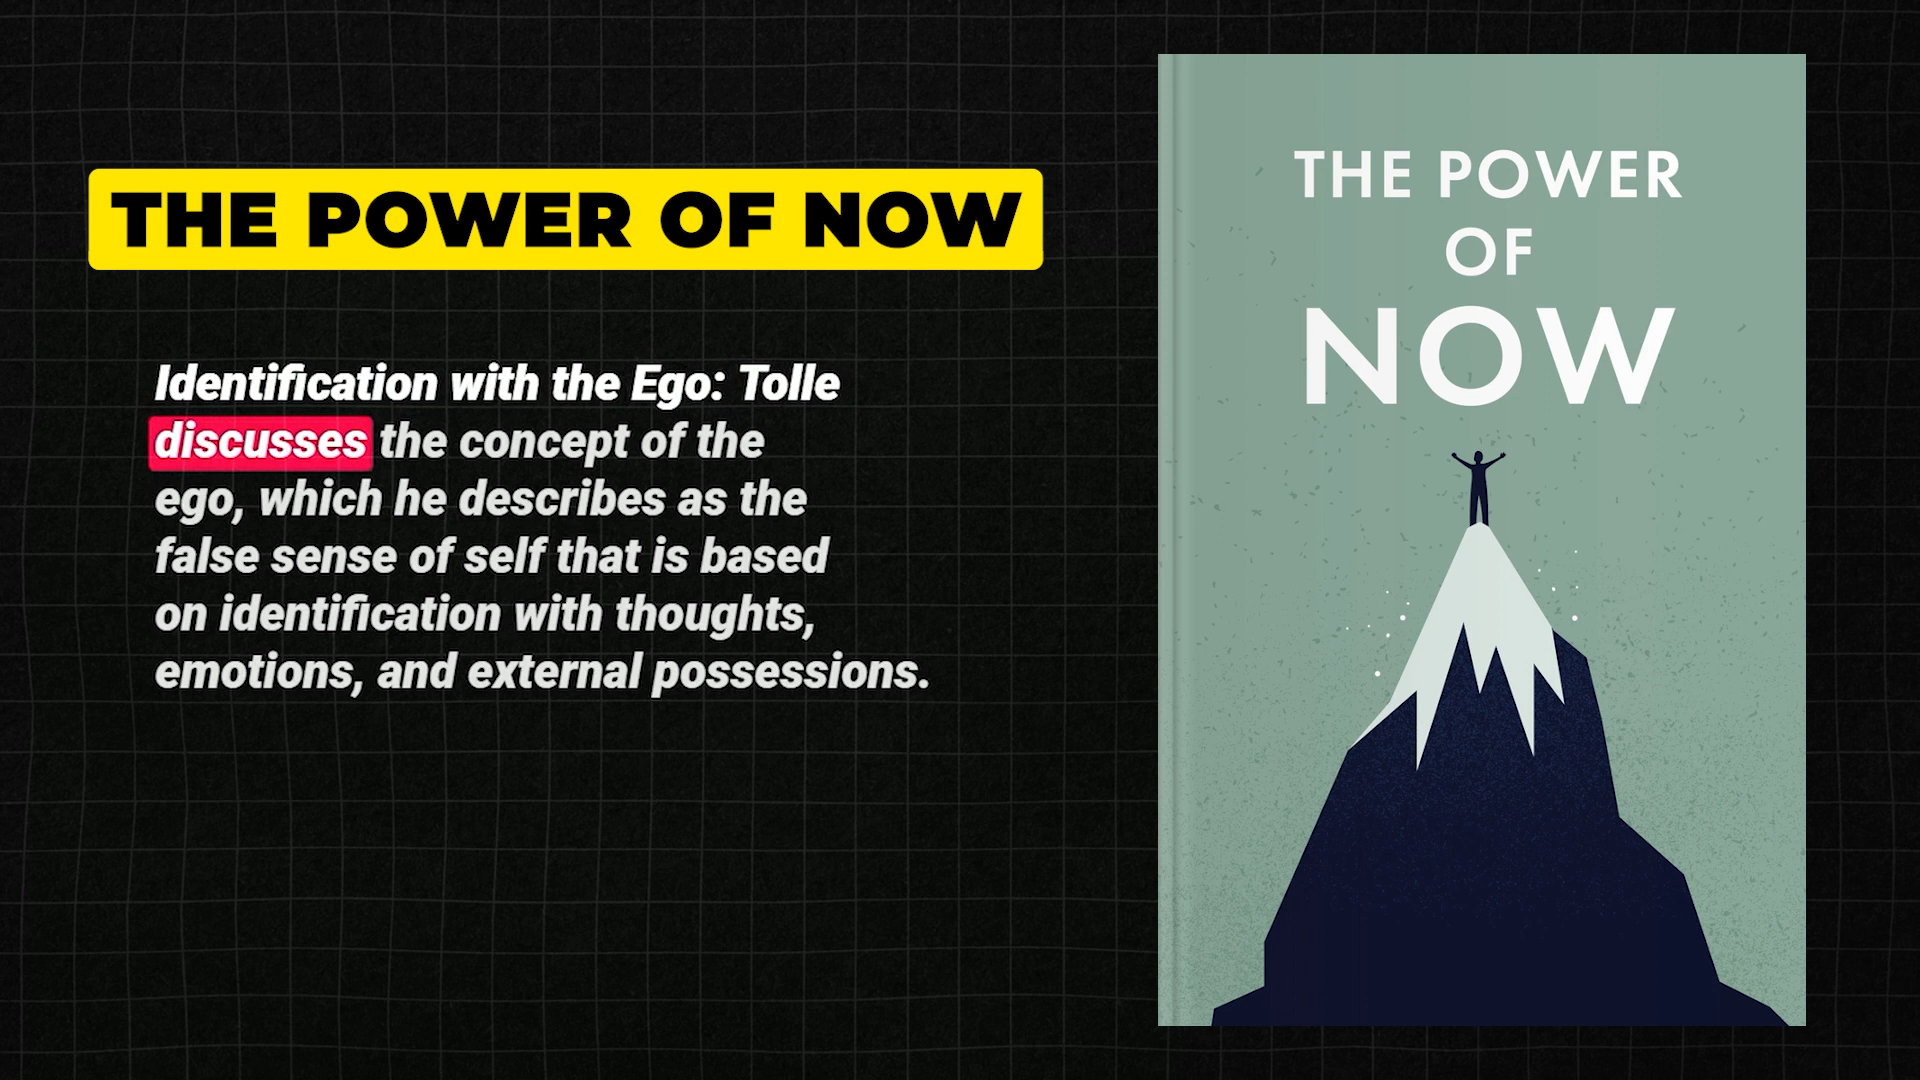 THE POWER OF NOW
Identification with the Ego: Tolle
discusses the concept of the
ego, which he describes as the
false sense of self that is based
on identification with thoughts,
emotions, and external possessions.
THE POWER
OF
NOW